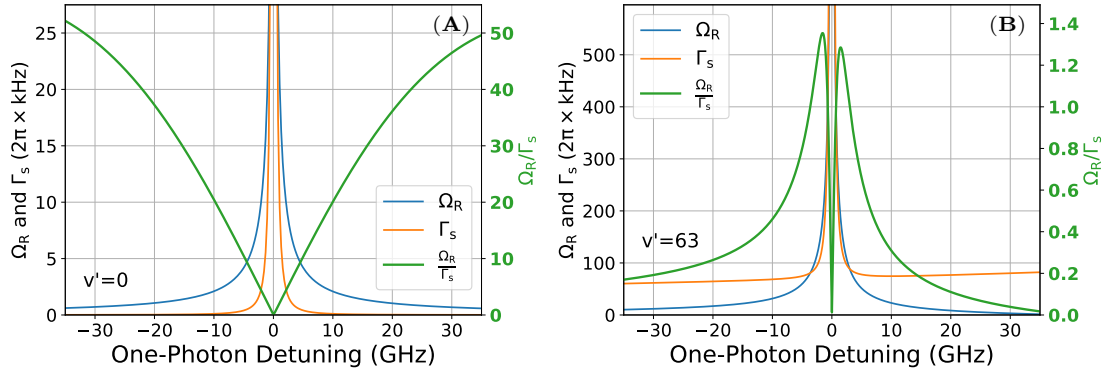 (A)
Ω_R and Γ_s (2π × kHz)
25
20
15
10
5
0
50
40
30
20
10
0
Ω_R/Γ_s
v'=0
Ω_R
Γ_s
Ω_R/Γ_s
−30 −20 −10 0 10 20 30
One-Photon Detuning (GHz)
(B)
Ω_R and Γ_s (2π × kHz)
500
400
300
200
100
0
1.4
1.2
1.0
0.8
0.6
0.4
0.2
0.0
Ω_R/Γ_s
Ω_R
Γ_s
Ω_R/Γ_s
v'=63
−30 −20 −10 0 10 20 30
One-Photon Detuning (GHz)